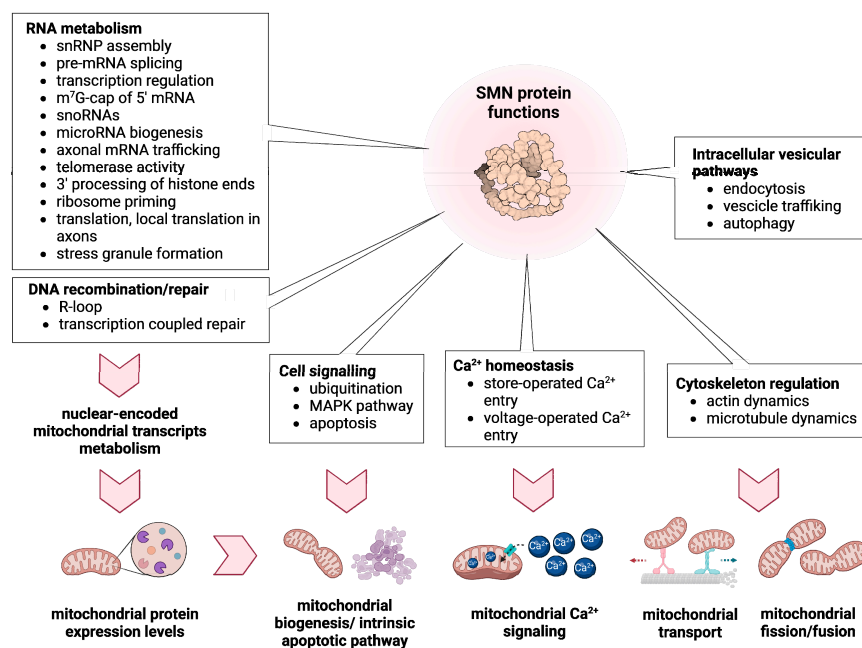 RNA metabolism
• snRNP assembly
• pre-mRNA splicing
• transcription regulation
• m⁷G-cap of 5' mRNA
• snoRNAs
• microRNA biogenesis
• axonal mRNA trafficking
• telomerase activity
• 3' processing of histone ends
• ribosome priming
• translation, local translation in
axons
• stress granule formation
SMN protein
functions
Intracellular vesicular
pathways
• endocytosis
• vescicle traffiking
• autophagy
DNA recombination/repair
• R-loop
• transcription coupled repair
Cell signalling
• ubiquitination
• MAPK pathway
• apoptosis
Ca²⁺ homeostasis
• store-operated Ca²⁺
entry
• voltage-operated Ca²⁺
entry
Cytoskeleton regulation
• actin dynamics
• microtubule dynamics
nuclear-encoded
mitochondrial transcripts
metabolism
Ca²⁺
Ca²⁺
Ca²⁺
Ca²⁺
Ca²⁺
Ca²⁺
Ca²⁺
mitochondrial protein
expression levels
mitochondrial
biogenesis/ intrinsic
apoptotic pathway
mitochondrial Ca²⁺
signaling
mitochondrial
transport
mitochondrial
fission/fusion